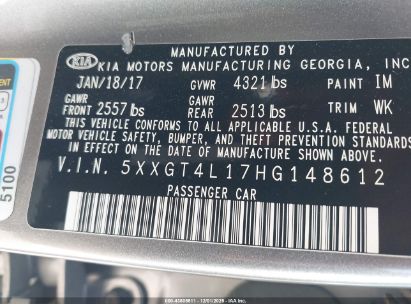 MANUFACTURED BY
KIA KIA MOTORS MANUFACTURING GEORGIA, INC
JAN/18/17 GVWR 4321 lbs PAINT IM
GAWR FRONT 2557 lbs GAWR REAR 2513 lbs TRIM WK
THIS VEHICLE CONFORMS TO ALL APPLICABLE U.S.A. FEDERAL
MOTOR VEHICLE SAFETY, BUMPER, AND THEFT PREVENTION STANDARDS
IN EFFECT ON THE DATE OF MANUFACTURE SHOWN ABOVE.
V.I.N. 5XXGT4L17HG148612
PASSENGER CAR
5100